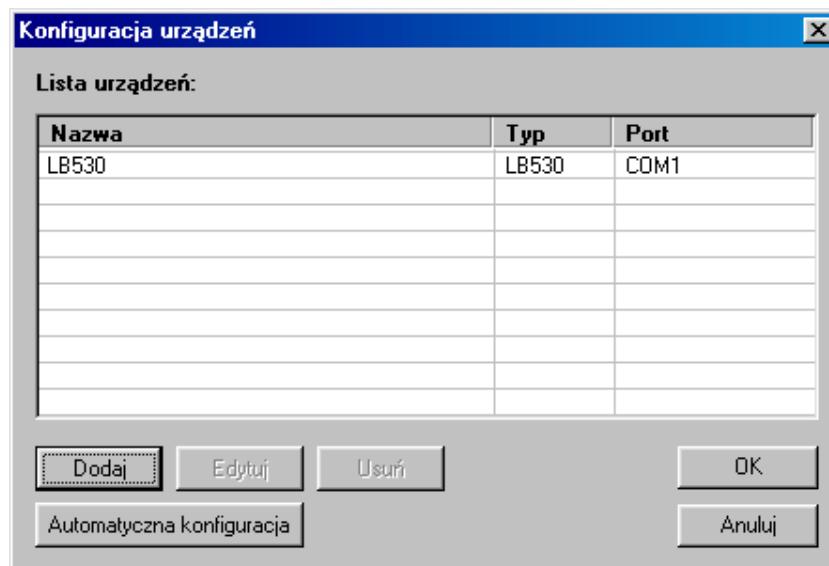 Konfiguracja urządzeń
Lista urządzeń:
Nazwa Typ Port
LB530 LB530 COM1
Dodaj Edytuj Usuń OK
Automatyczna konfiguracja Anuluj